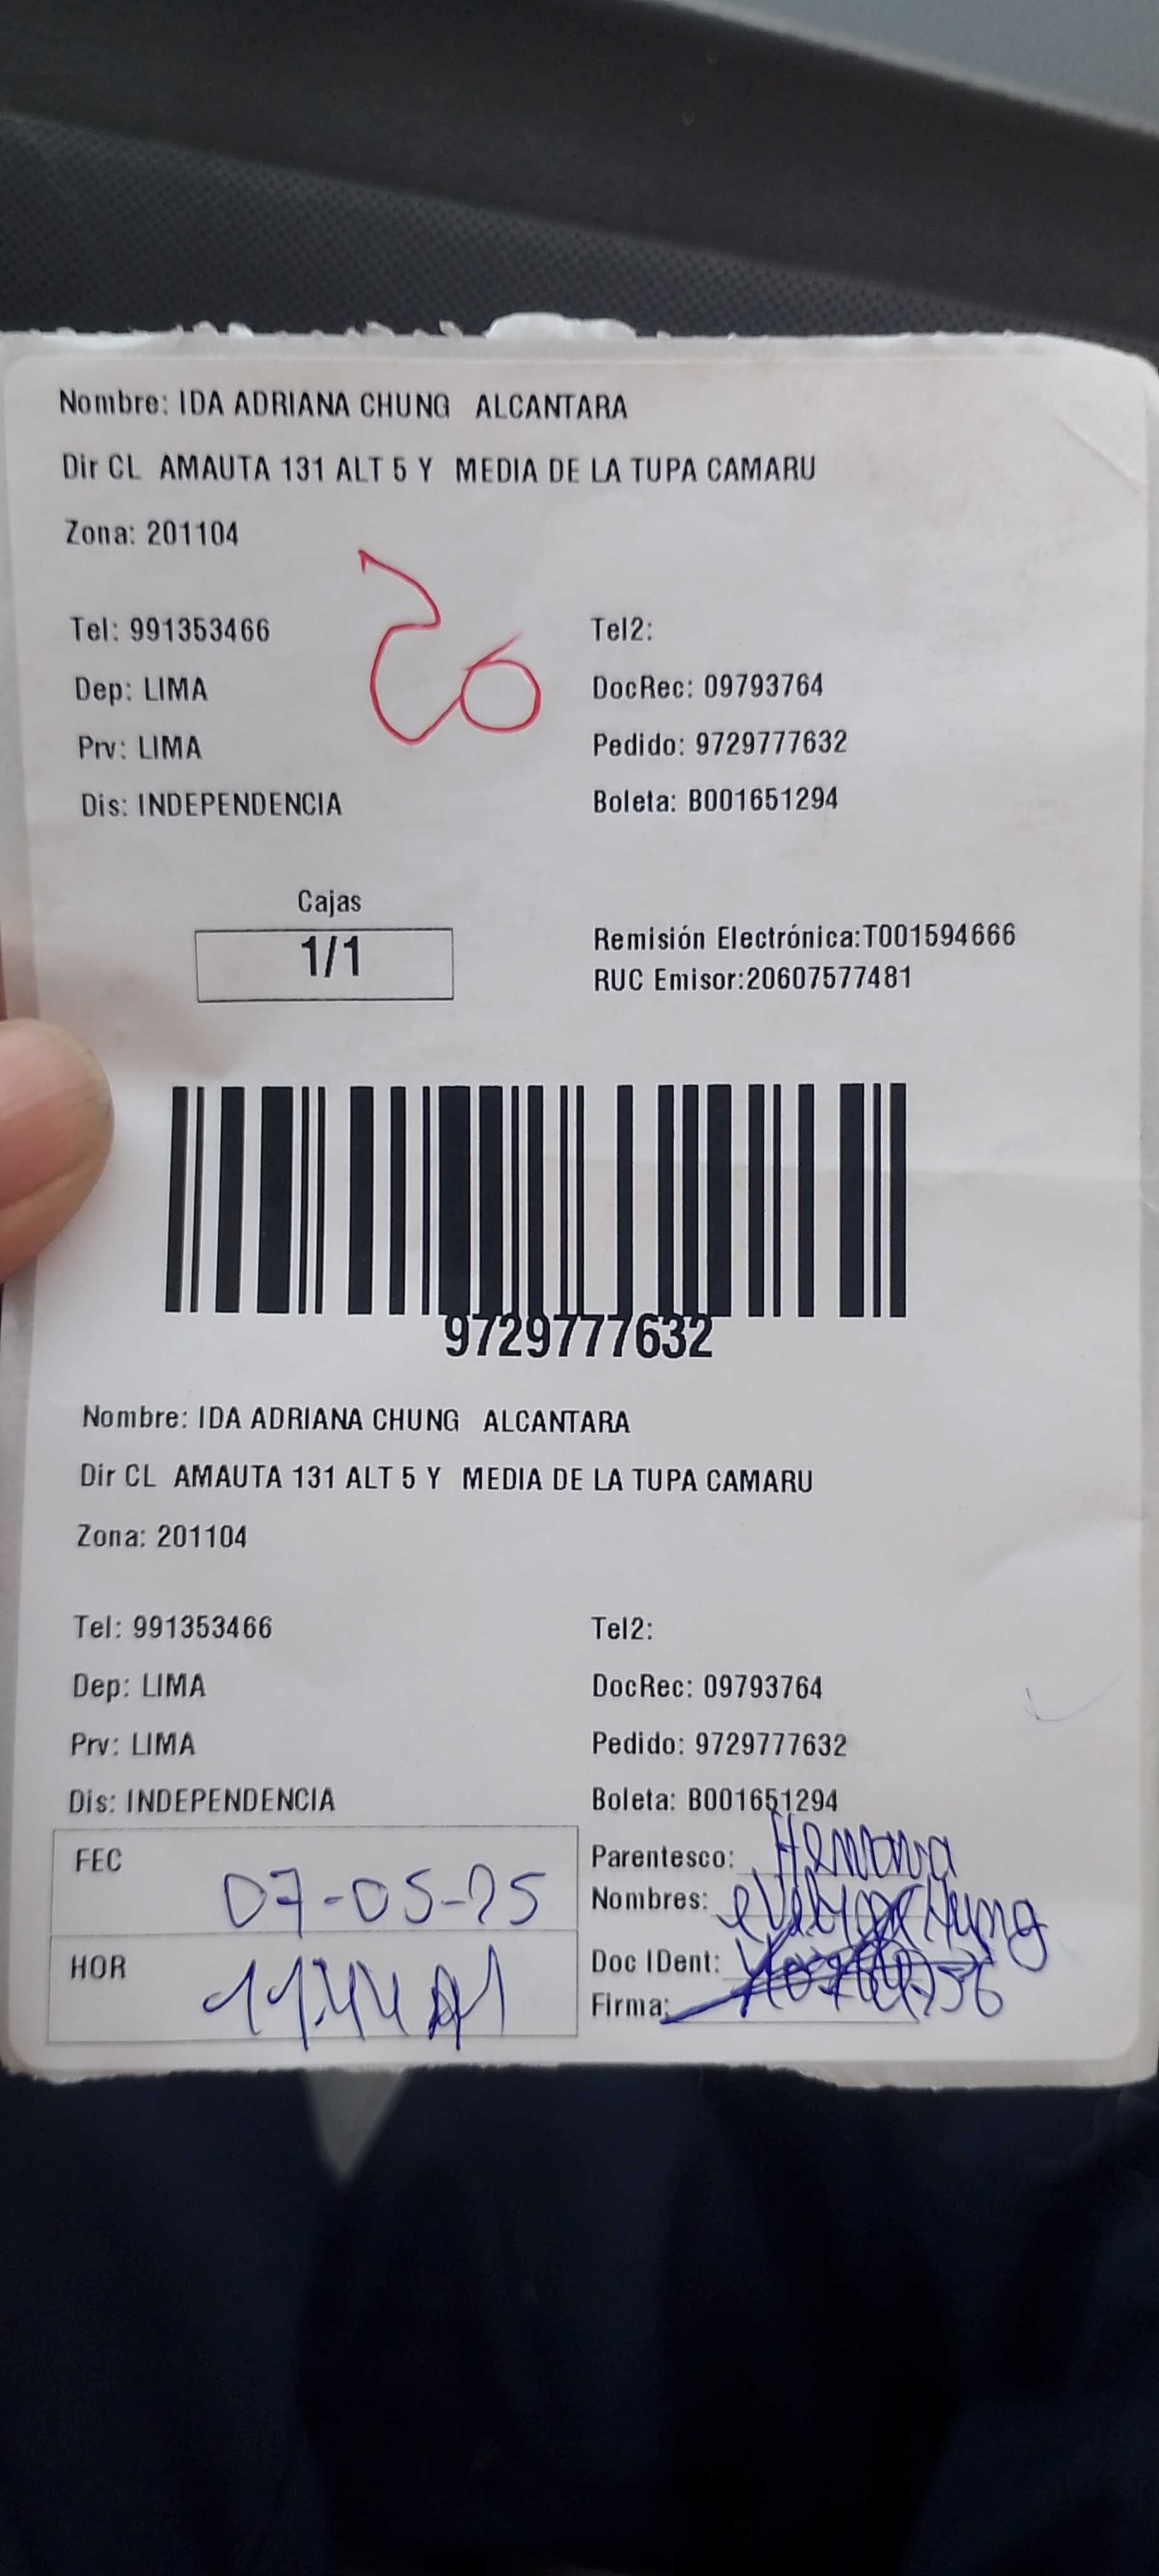 Nombre: IDA ADRIANA CHUNG ALCANTARA
Dir CL AMAUTA 131 ALT 5 Y MEDIA DE LA TUPA CAMARU
Zona: 201104
Tel: 991353466 Tel2:
Dep: LIMA DocRec: 09793764
Prv: LIMA Pedido: 9729777632
Dis: INDEPENDENCIA Boleta: B001651294
Cajas
1/1
Remisión Electrónica:T001594666
RUC Emisor:20607577481
9729777632
Nombre: IDA ADRIANA CHUNG ALCANTARA
Dir CL AMAUTA 131 ALT 5 Y MEDIA DE LA TUPA CAMARU
Zona: 201104
Tel: 991353466 Tel2:
Dep: LIMA DocRec: 09793764
Prv: LIMA Pedido: 9729777632
Dis: INDEPENDENCIA Boleta: B001651294
FEC 07-05-25
HOR
Parentesco: Hermana
Nombres: Chung
Doc IDent:
Firma: